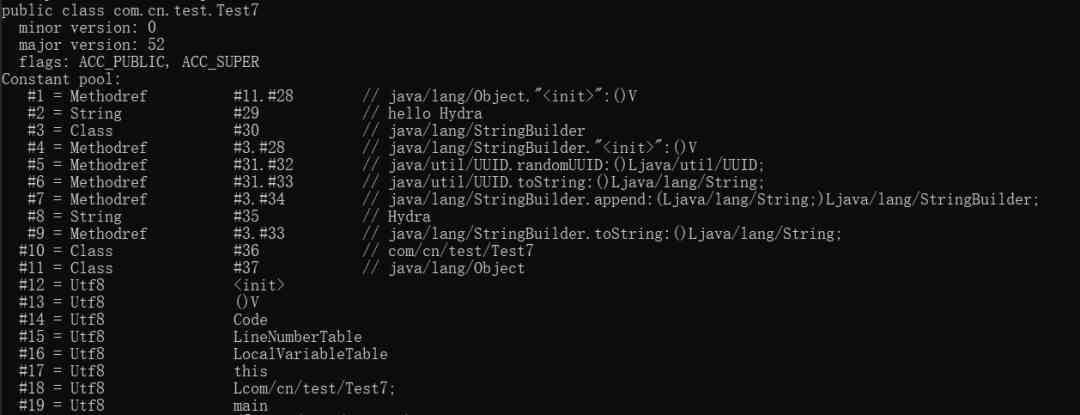 public class com.cn.test.Test7
  minor version: 0
  major version: 52
  flags: ACC_PUBLIC, ACC_SUPER
Constant pool:
   #1 = Methodref          #11.#28        // java/lang/Object."<init>":()V
   #2 = String             #29            // hello Hydra
   #3 = Class              #30            // java/lang/StringBuilder
   #4 = Methodref          #3.#28         // java/lang/StringBuilder."<init>":()V
   #5 = Methodref          #31.#32        // java/util/UUID.randomUUID:()Ljava/util/UUID;
   #6 = Methodref          #31.#33        // java/util/UUID.toString:()Ljava/lang/String;
   #7 = Methodref          #3.#34         // java/lang/StringBuilder.append:(Ljava/lang/String;)Ljava/lang/StringBuilder;
   #8 = String             #35            // Hydra
   #9 = Methodref          #3.#33         // java/lang/StringBuilder.toString:()Ljava/lang/String;
  #10 = Class              #36            // com/cn/test/Test7
  #11 = Class              #37            // java/lang/Object
  #12 = Utf8               <init>
  #13 = Utf8               ()V
  #14 = Utf8               Code
  #15 = Utf8               LineNumberTable
  #16 = Utf8               LocalVariableTable
  #17 = Utf8               this
  #18 = Utf8               Lcom/cn/test/Test7;
  #19 = Utf8               main